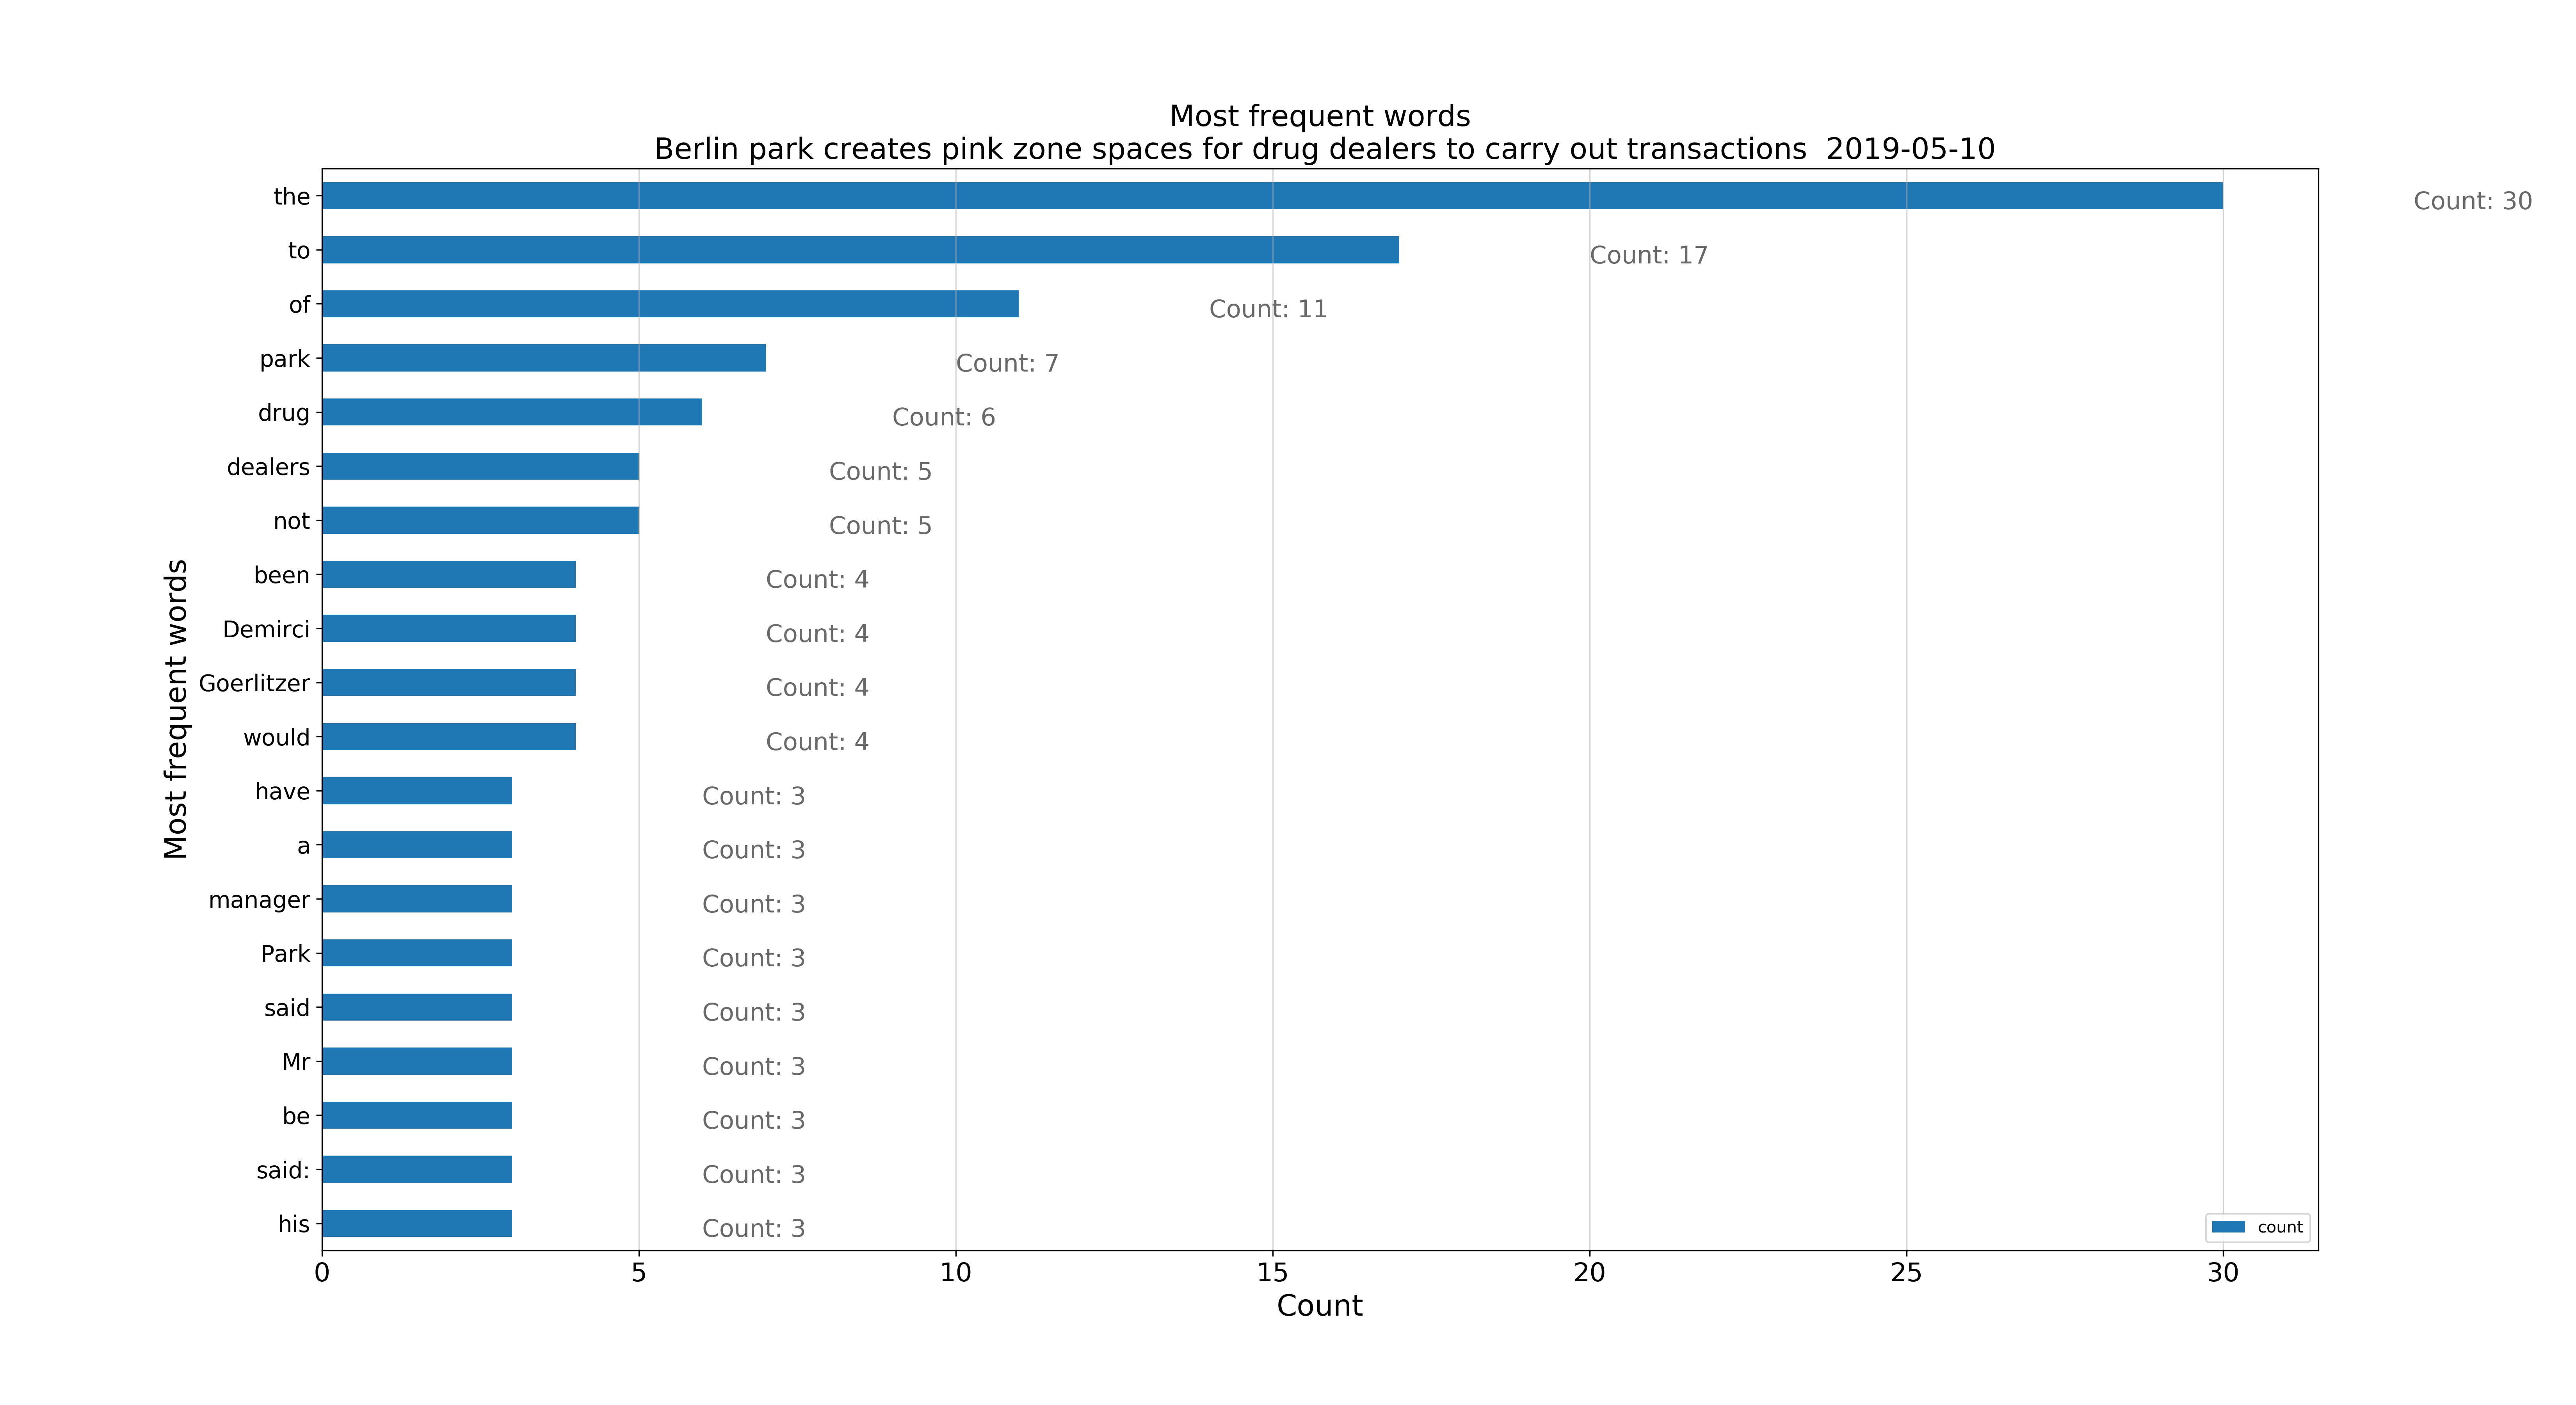 Most frequent words
Berlin park creates pink zone spaces for drug dealers to carry out transactions  2019-05-10
the Count: 30
to Count: 17
of Count: 11
park Count: 7
drug Count: 6
dealers Count: 5
not Count: 5
been Count: 4
Demirci Count: 4
Goerlitzer Count: 4
would Count: 4
have Count: 3
a Count: 3
manager Count: 3
Park Count: 3
said Count: 3
Mr Count: 3
be Count: 3
said: Count: 3
his Count: 3
Most frequent words
count
0 5 10 15 20 25 30
Count